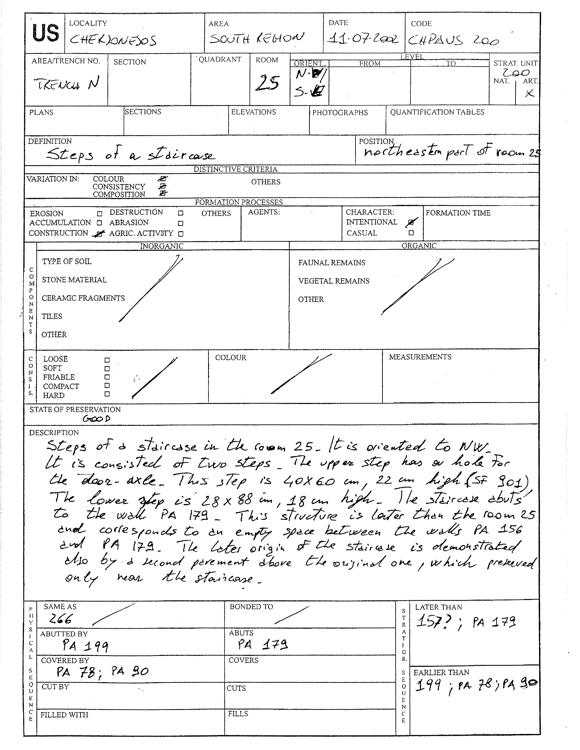 US
LOCALITY
CHERSONESOS
AREA
SOUTH REGION
DATE
11.07.2002
CODE
CHPAUS 200
AREA/TRENCH NO.
TRENCH N
SECTION
QUADRANT
ROOM
25
ORIENT.
N-W
S-E
LEVEL
FROM
TO
STRAT. UNIT
200
NAT.
ART.
X
PLANS
SECTIONS
ELEVATIONS
PHOTOGRAPHS
QUANTIFICATION TABLES
DEFINITION
Steps of a staircase
POSITION
northeastern part of room 25
DISTINCTIVE CRITERIA
VARIATION IN:
COLOUR
CONSISTENCY
COMPOSITION
OTHERS
FORMATION PROCESSES
EROSION
ACCUMULATION
CONSTRUCTION
DESTRUCTION
ABRASION
AGRIC. ACTIVITY
OTHERS
AGENTS:
CHARACTER:
INTENTIONAL
CASUAL
FORMATION TIME
COMPONENTS
INORGANIC
TYPE OF SOIL
STONE MATERIAL
CERAMIC FRAGMENTS
TILES
OTHER
ORGANIC
FAUNAL REMAINS
VEGETAL REMAINS
OTHER
CONSIS.
LOOSE
SOFT
FRIABLE
COMPACT
HARD
COLOUR
MEASUREMENTS
STATE OF PRESERVATION
GOOD
DESCRIPTION
Steps of a staircase in the room 25. It is oriented to NW.
It is consisted of two steps. The upper step has a hole for
the door-axle. This step is 40X60 cm, 22 cm high (SF 901)
The lower step is 28X88 cm, 18 cm high. The staircase abuts
to the wall PA 179. This structure is later than the room 25
and corresponds to an empty space between the walls PA 156
and PA 179. The later origin of the staircase is demonstrated
also by a second pavement above the original one, which preserved
only near the staircase.
PHYSICAL SEQUENCE
SAME AS
266
BONDED TO
ABUTTED BY
PA 199
ABUTS
PA 179
COVERED BY
PA 78; PA 90
COVERS
CUT BY
CUTS
FILLED WITH
FILLS
STRATIGR. SEQUENCE
LATER THAN
157?; PA 179
EARLIER THAN
199; PA 78; PA 90